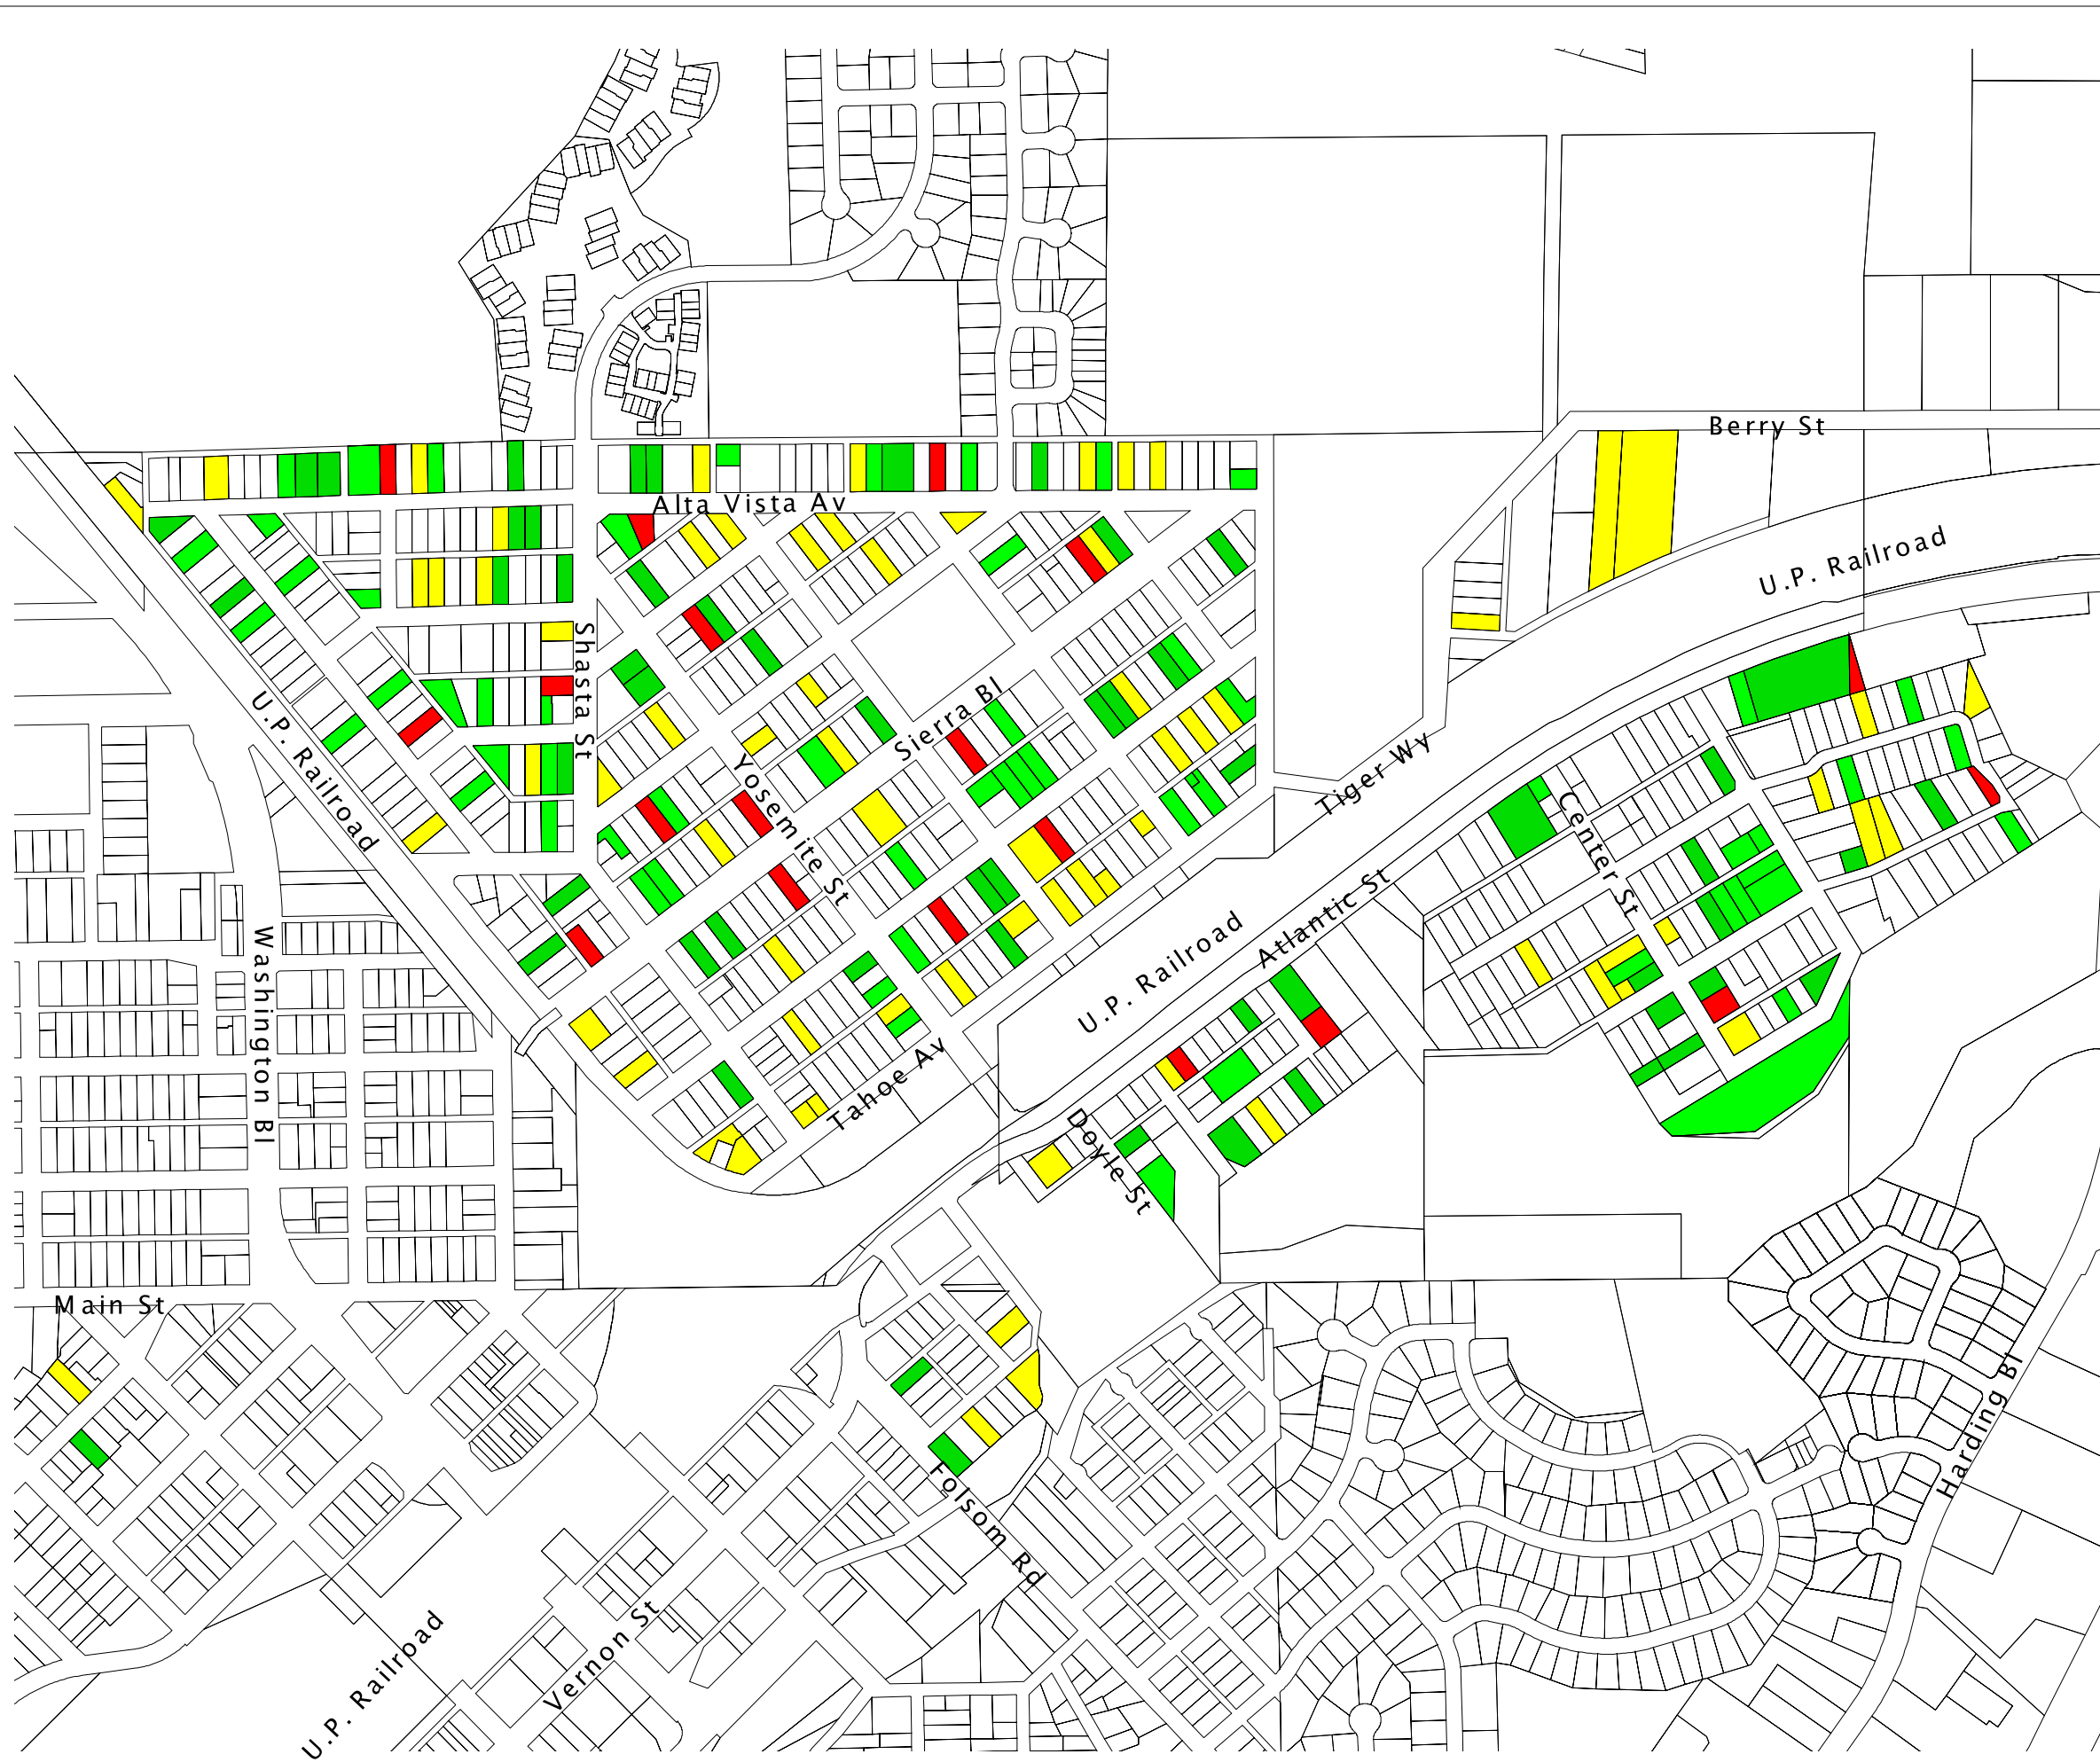 Berry St
Alta Vista Av
U.P. Railroad
Shasta St
Sierra Bl
U.P. Railroad
Yosemite St
Tiger Wy
Center St
Atlantic St
U.P. Railroad
Washington Bl
Tahoe Av
Doyle St
Main St
Harding Bl
Folsom Rd
Vernon St
U.P. Railroad